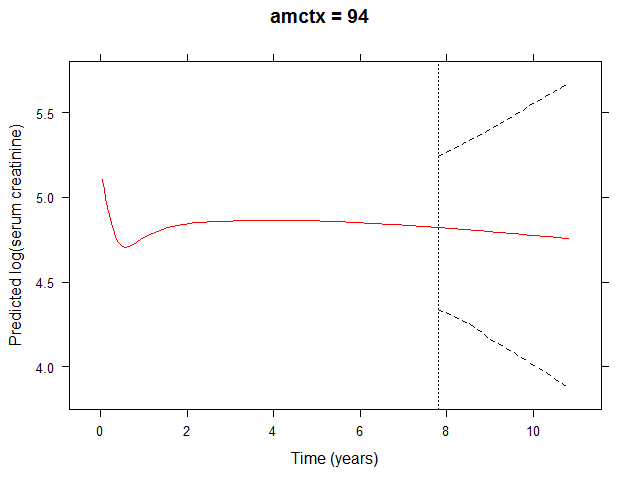 amctx = 94
Predicted log(serum creatinine)
5.5
5.0
4.5
4.0
0 2 4 6 8 10
Time (years)